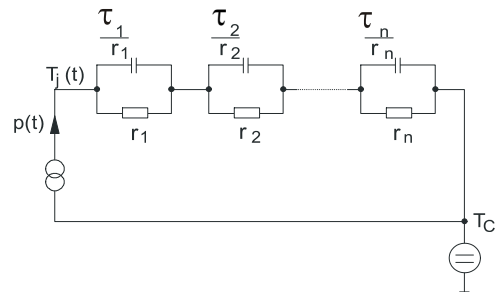 τ1 τ2 τn
r1 r2 rn
Tj (t)
p(t)
r1 r2 rn
TC